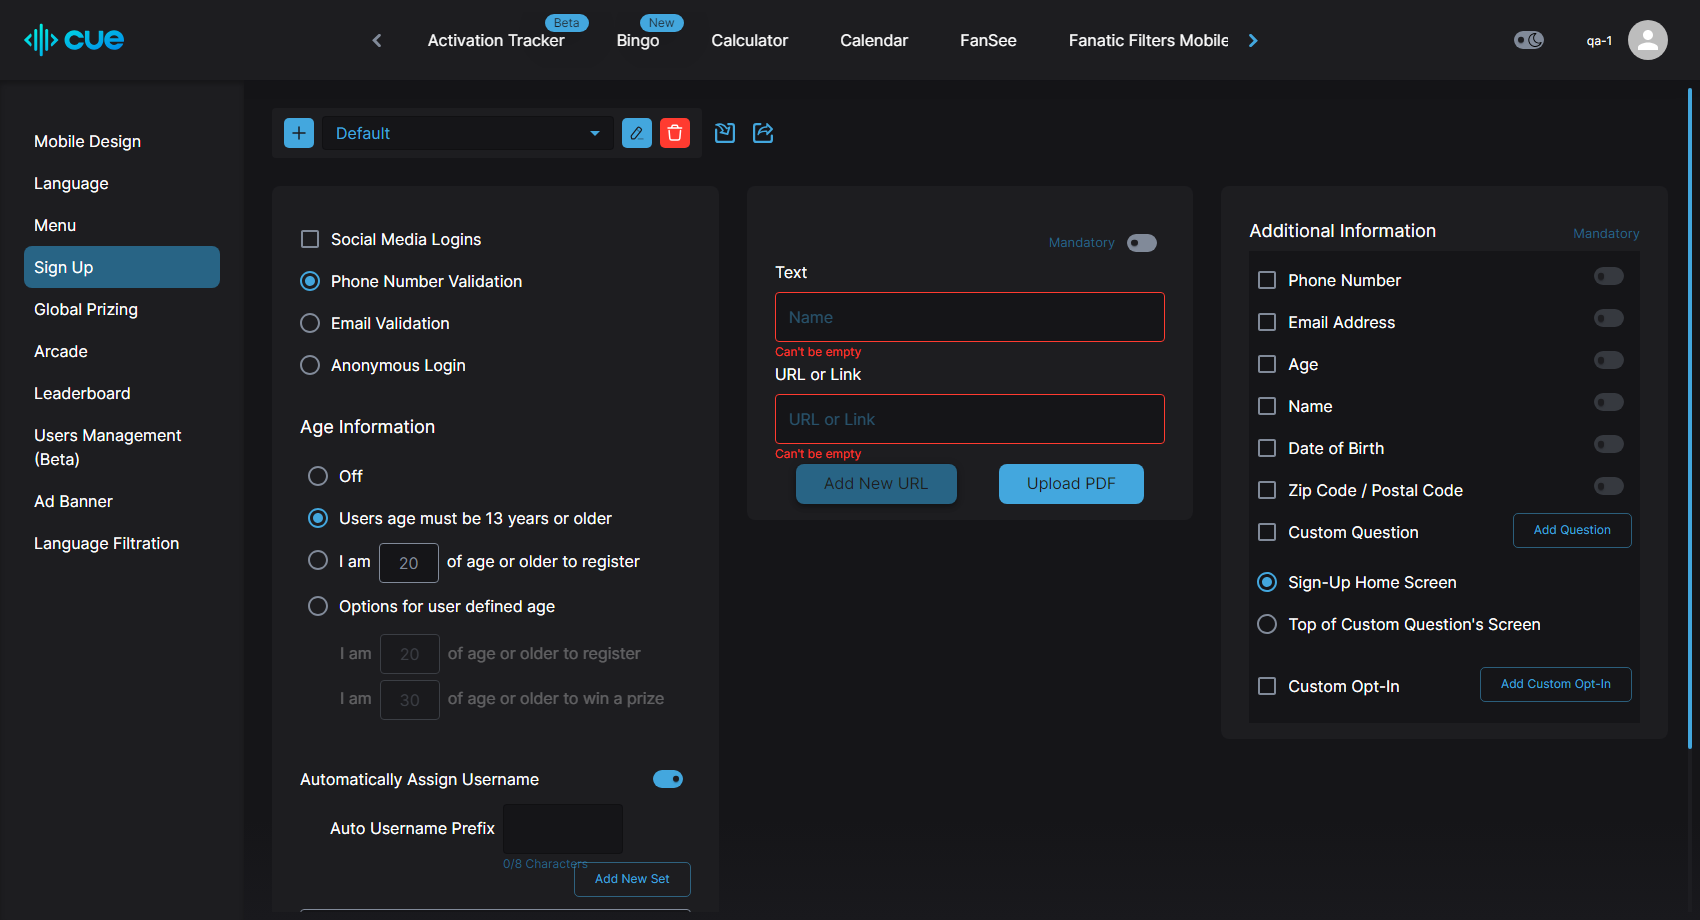 cue
Activation Tracker
Beta
Bingo
New
Calculator
Calendar
FanSee
Fanatic Filters Mobile
qa-1
Mobile Design
Language
Menu
Sign Up
Global Prizing
Arcade
Leaderboard
Users Management
(Beta)
Ad Banner
Language Filtration
Default
Social Media Logins
Phone Number Validation
Email Validation
Anonymous Login
Age Information
Off
Users age must be 13 years or older
I am 20 of age or older to register
Options for user defined age
I am 20 of age or older to register
I am 30 of age or older to win a prize
Automatically Assign Username
Auto Username Prefix
0/8 Characters
Add New Set
Mandatory
Text
Name
Can't be empty
URL or Link
URL or Link
Can't be empty
Add New URL
Upload PDF
Additional Information
Mandatory
Phone Number
Email Address
Age
Name
Date of Birth
Zip Code / Postal Code
Custom Question
Add Question
Sign-Up Home Screen
Top of Custom Question's Screen
Custom Opt-In
Add Custom Opt-In